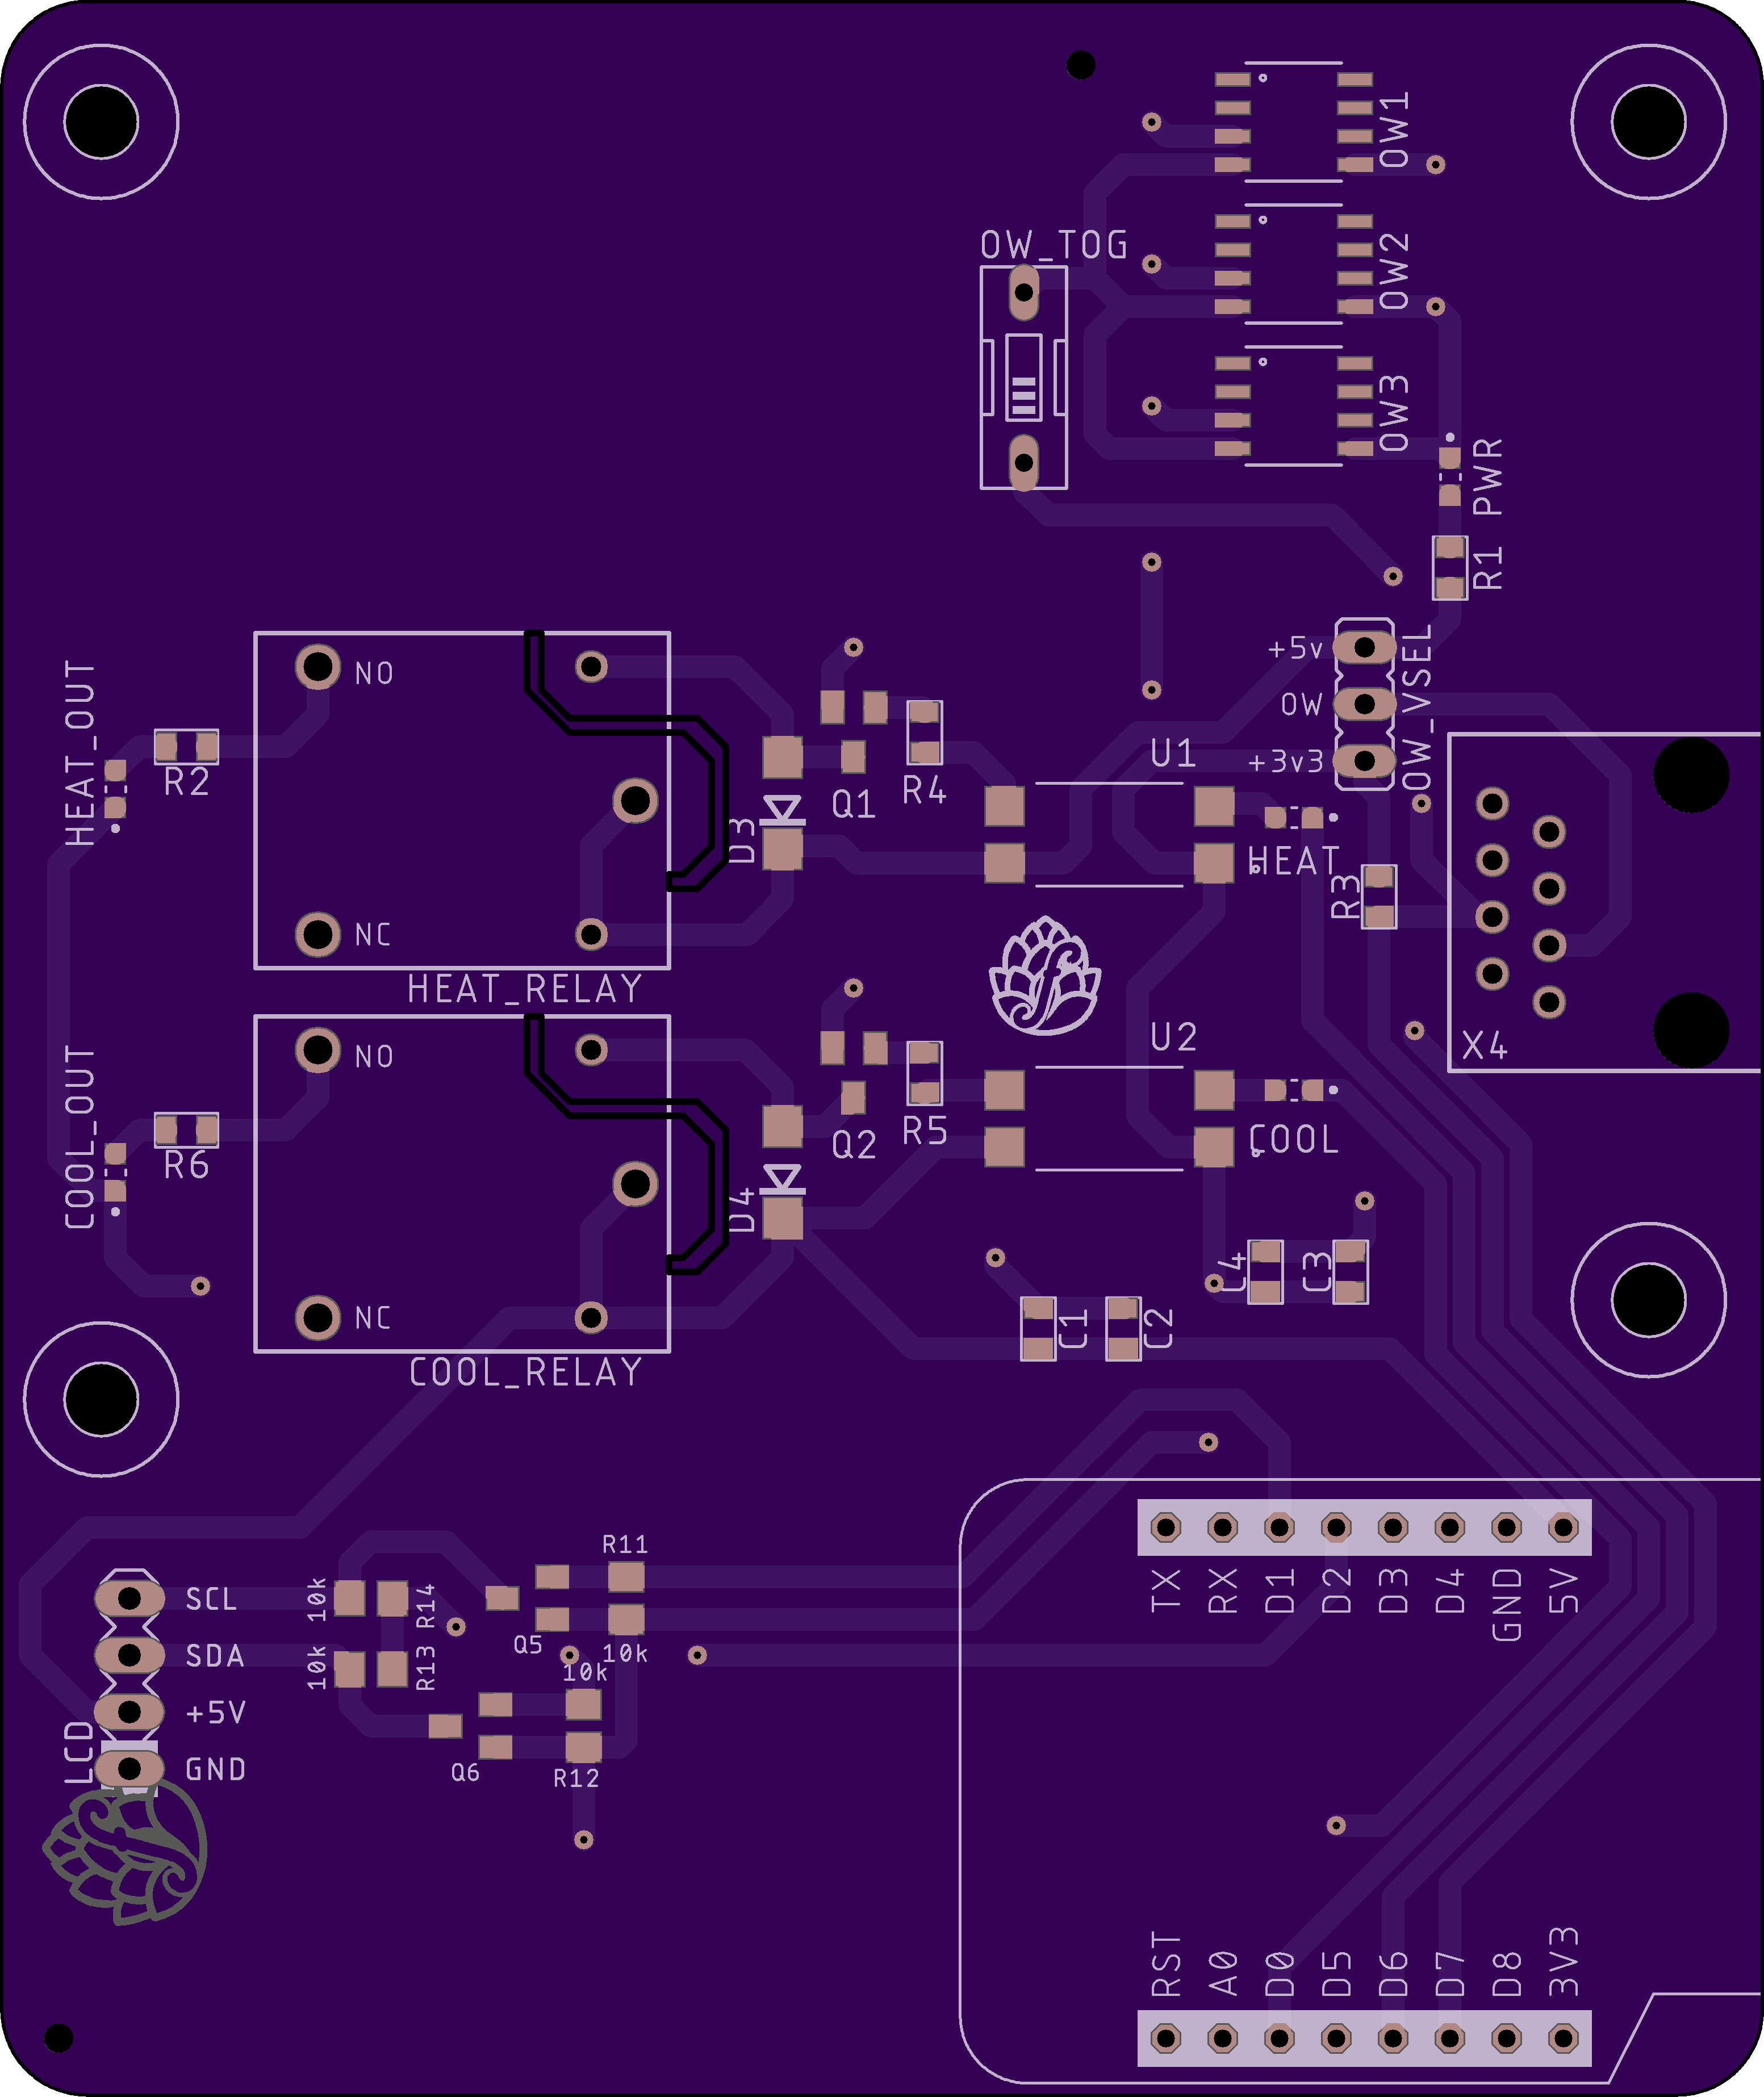 OW1
OW2
OW_TOG
OW3
PWR
R1
+5v
OW
+3v3
OW_VSEL
HEAT_OUT
R2
NO
NC
HEAT_RELAY
D3
Q1
R4
U1
HEAT
R3
X4
COOL_OUT
R6
NO
NC
COOL_RELAY
D4
Q2
R5
U2
COOL
C4
C3
C1
C2
LCD
SCL
SDA
+5V
GND
10k
R14
10k
R13
Q5
R11
10k
10k
Q6
R12
TX
RX
D1
D2
D3
D4
GND
5V
RST
A0
D0
D5
D6
D7
D8
3V3